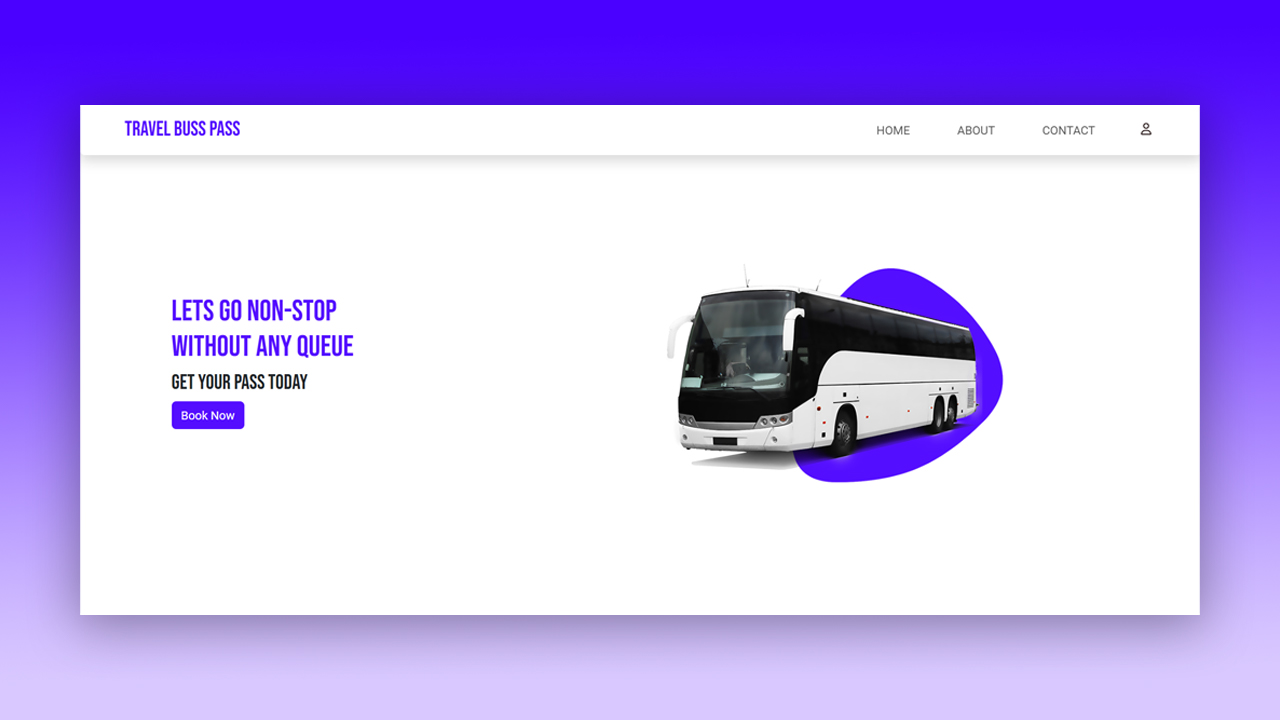 TRAVEL BUSS PASS
HOME
ABOUT
CONTACT
LETS GO NON-STOP
WITHOUT ANY QUEUE
GET YOUR PASS TODAY
Book Now